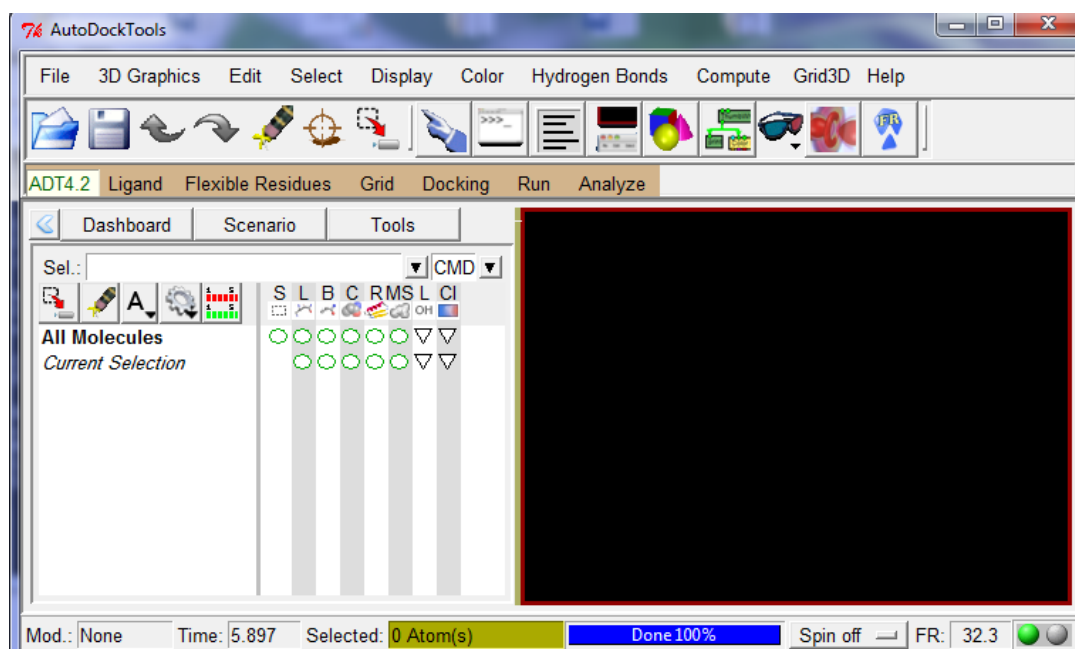 AutoDockTools
File 3D Graphics Edit Select Display Color Hydrogen Bonds Compute Grid3D Help
>>>_
ADT4.2 Ligand Flexible Residues Grid Docking Run Analyze
Dashboard Scenario Tools
Sel.: CMD
A S L B C R MS L Cl
OH
All Molecules
Current Selection
Mod.: None Time: 5.897 Selected: 0 Atom(s) Done 100% Spin off FR: 32.3